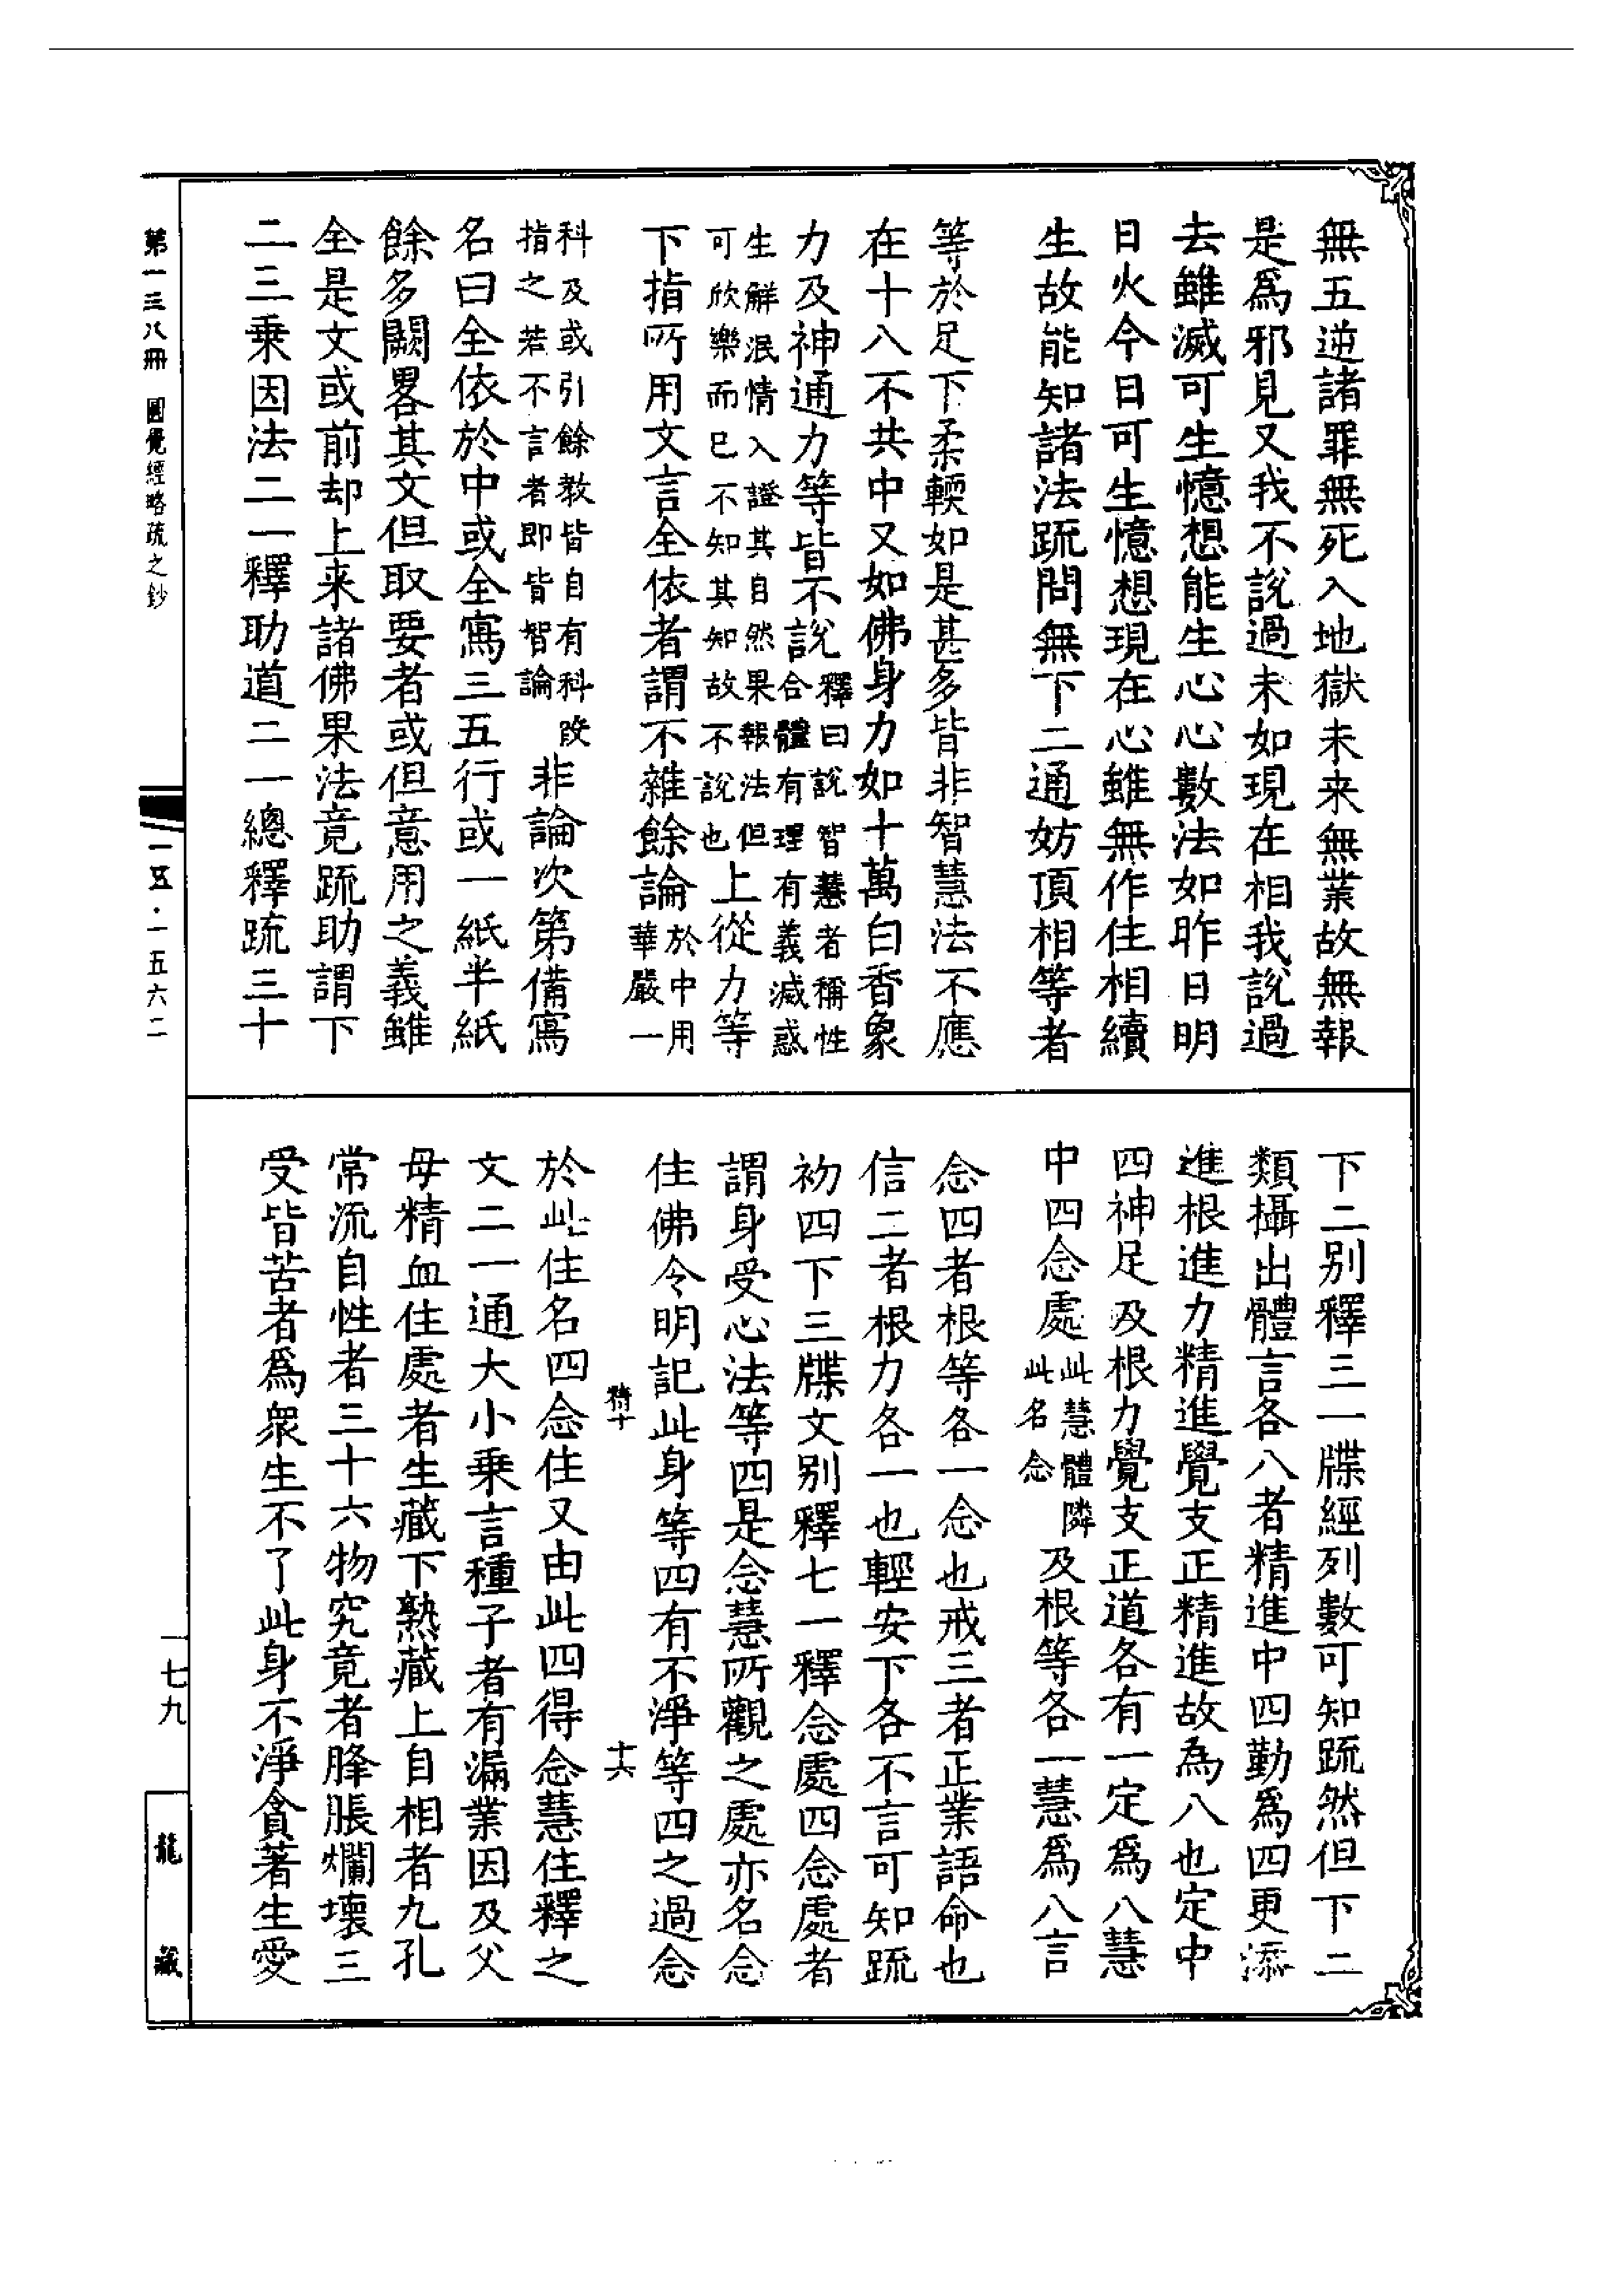 無五逆諸罪無死入地獄未来無業故無報
是為邪見又我不説過未如現在相我説過
去雖滅可生憶想能生心心數法如昨日明
日火今日可生憶想現在心雖無作住相續
生故能知諸法䟽問無下二通妨頂相等者
等於足下柔輭如是甚多皆非智慧法不應
在十八不共中又如佛身力如十萬白香象
力及神通力等皆不説釋曰説智慧者稱性
合體有理有義滅惑
生解泯情入證其自然果報法但
可欣樂而已不知其知故不説也上從力等
下指所用文言全依者謂不雜餘論於中用
華嚴一
科及或引餘教皆自有科段
指之若不言者即皆智論非論次第備寫
名曰全依於中或全寫三五行或一紙半紙
餘多闕畧其文但取要者或但意用之義雖
全是文或前却上来諸佛果法竟䟽助謂下
二三乗因法二一釋助道二一總釋䟽三十
下二别釋三一牒經列數可知䟽然但下二
類攝出體言各八者精進中四勤爲四更添
進根進力精進覺支正精進故為八也定中
四神足及根力覺支正道各有一定爲八慧
中四念處此慧體隣
此名念及根等各一慧爲八言
念四者根等各一念也戒三者正業語命也
信二者根力各一也輕安下各不言可知䟽
初四下三牒文别釋七一釋念處四念處者
謂身受心法等四是念慧所觀之處亦名念
住佛令明記此身等四有不淨等四之過念
於此住名四念住又由此四得念慧住釋之
文二一通大小乗言種子者有漏業因及父
母精血住處者生藏下熟藏上自相者九孔
常流自性者三十六物究竟者胮脹爛壞三
受皆苦者爲衆生不了此身不淨貪著生愛
十六
第一三八冊　圓覺經略疏之鈔
一五·一五六二
一七九
龍藏